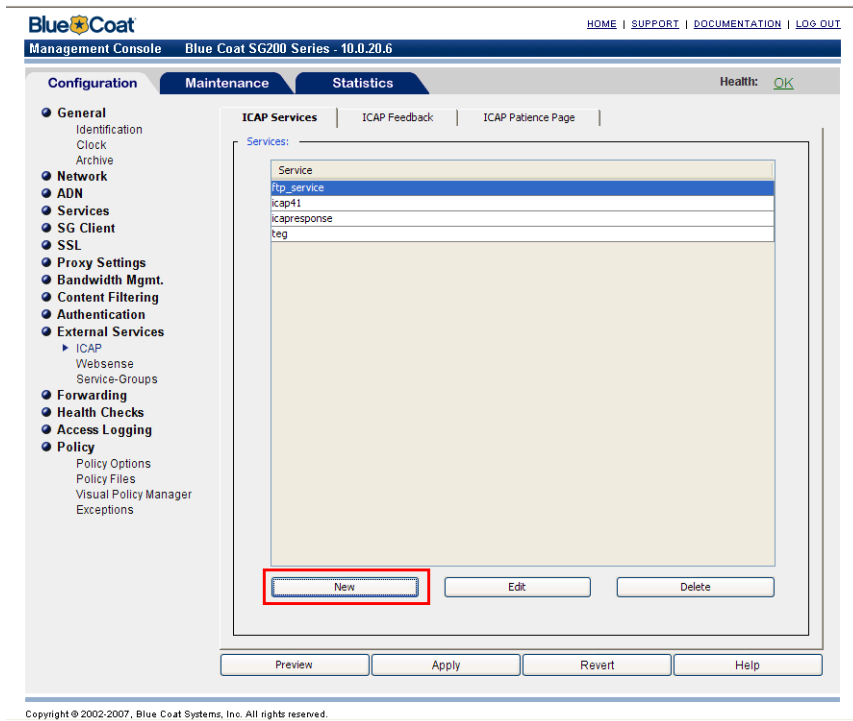 Blue Coat
HOME | SUPPORT | DOCUMENTATION | LOG OUT
Management Console Blue Coat SG200 Series - 10.0.20.6
Configuration Maintenance Statistics Health: OK
General
Identification
Clock
Archive
Network
ADN
Services
SG Client
SSL
Proxy Settings
Bandwidth Mgmt.
Content Filtering
Authentication
External Services
ICAP
Websense
Service-Groups
Forwarding
Health Checks
Access Logging
Policy
Policy Options
Policy Files
Visual Policy Manager
Exceptions
ICAP Services ICAP Feedback ICAP Patience Page
Services:
Service
ftp_service
icap41
icapresponse
teg
New Edit Delete
Preview Apply Revert Help
Copyright © 2002-2007, Blue Coat Systems, Inc. All rights reserved.